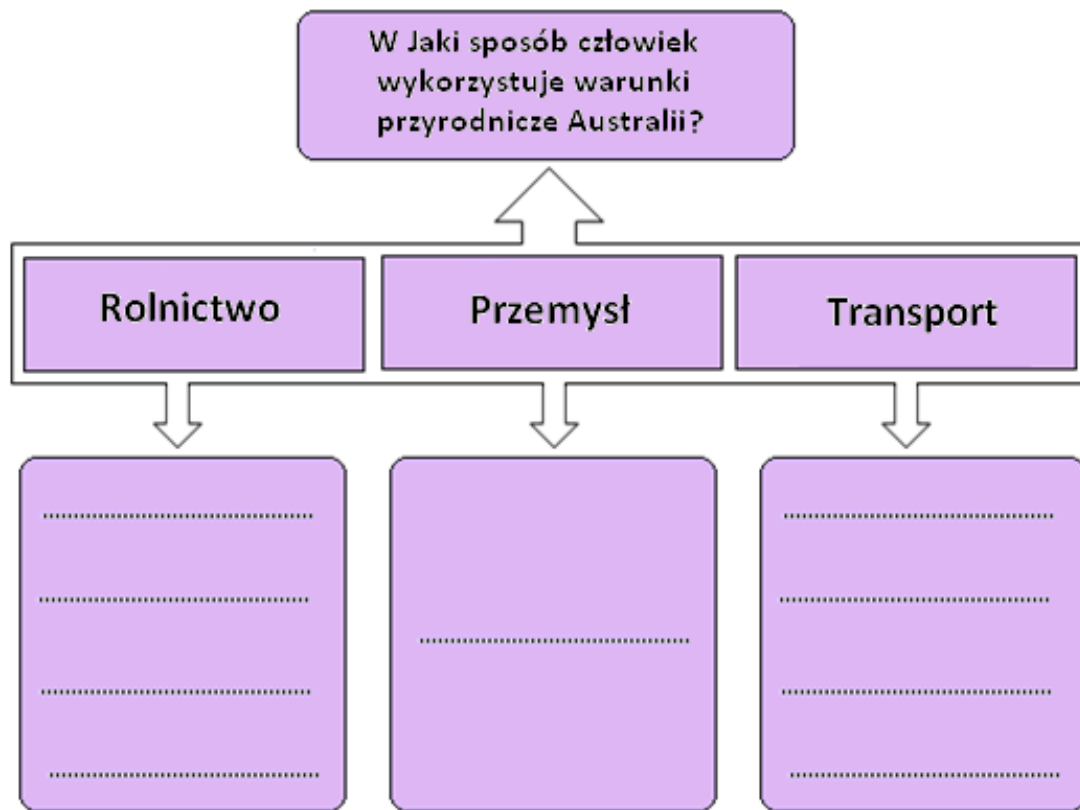 W Jaki sposób człowiek
wykorzystuje warunki
przyrodnicze Australii?
Rolnictwo
Przemysł
Transport